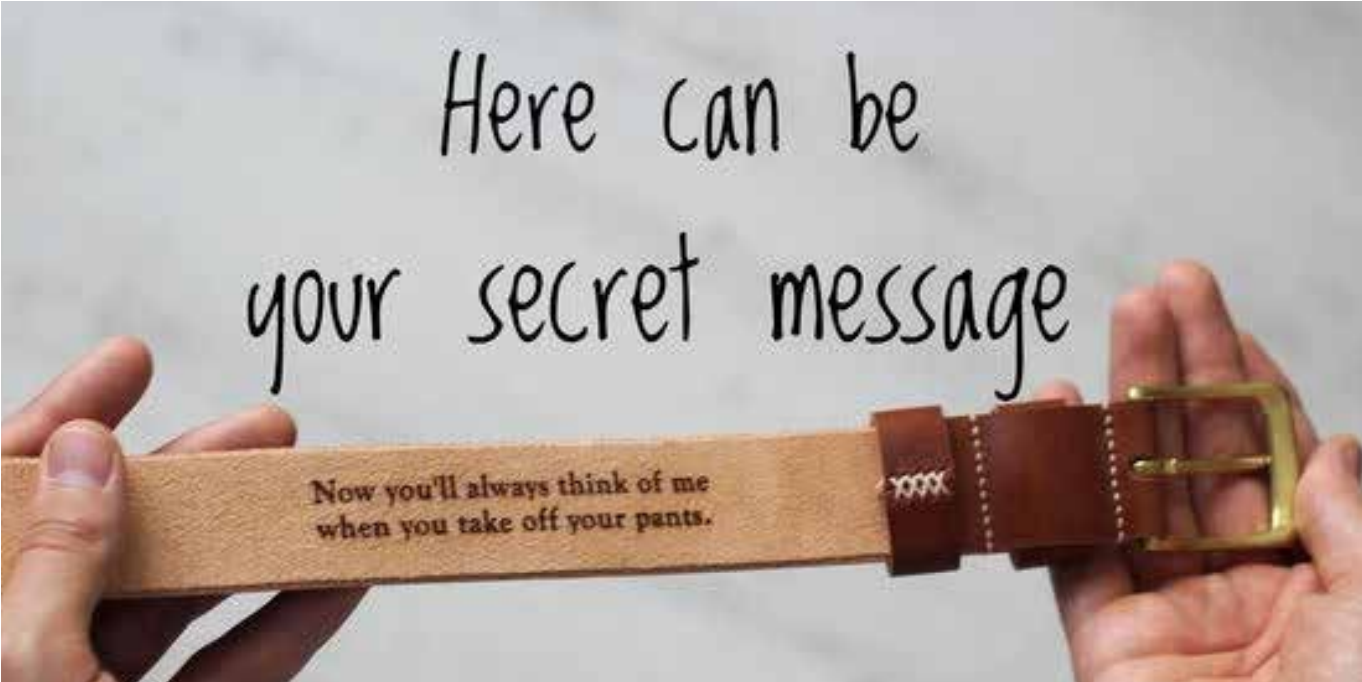 Here can be
your secret message
Now you'll always think of me
when you take off your pants.